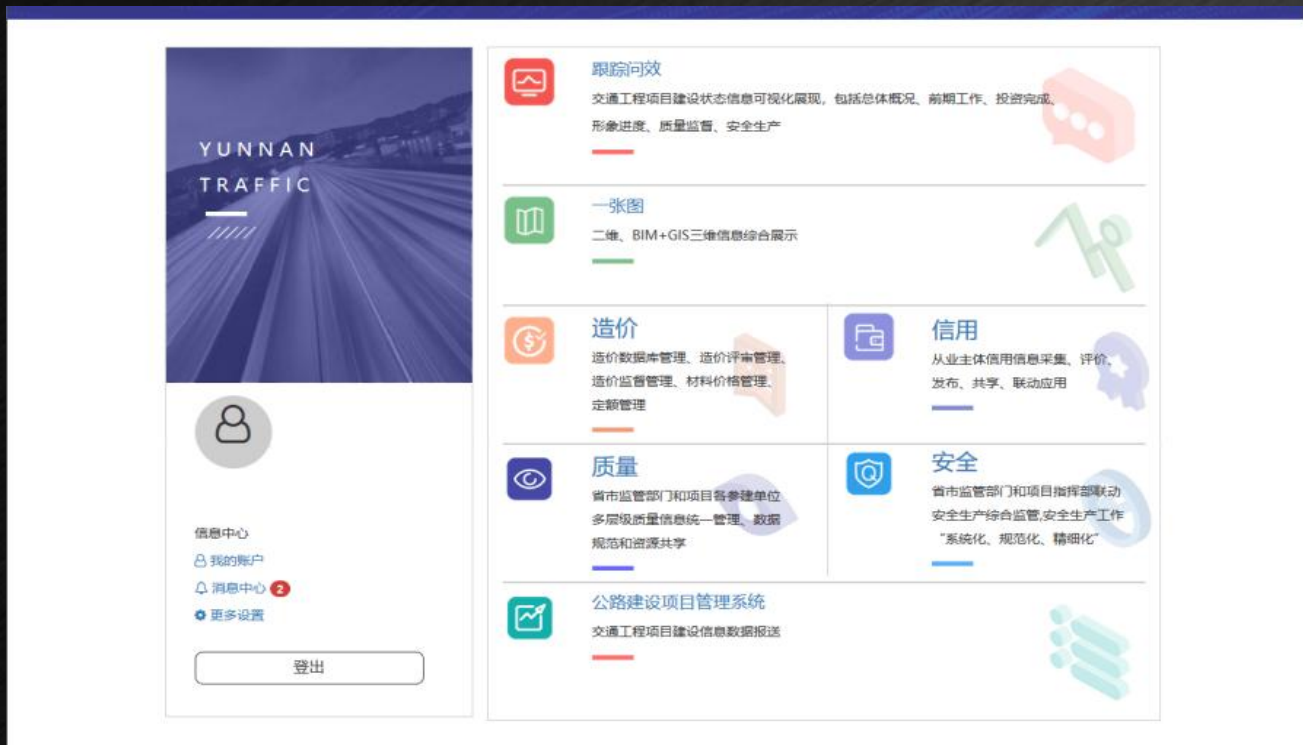 YUNNAN
TRAFFIC
信息中心
我的账户
消息中心 2
更多设置
登出
跟踪问效
交通工程项目建设状态信息可视化展现，包括总体概况、前期工作、投资完成、
形象进度、质量监督、安全生产
一张图
二维、BIM+GIS三维信息综合展示
造价
造价数据库管理、造价评审管理、
造价监督管理、材料价格管理、
定额管理
信用
从业主体信用信息采集、评价、
发布、共享、联动应用
质量
省市监管部门和项目各参建单位
多层级质量信息统一管理、数据
规范和资源共享
安全
省市监管部门和项目指挥部联动
安全生产综合监管,安全生产工作
“系统化、规范化、精细化”
公路建设项目管理系统
交通工程项目建设信息数据报送